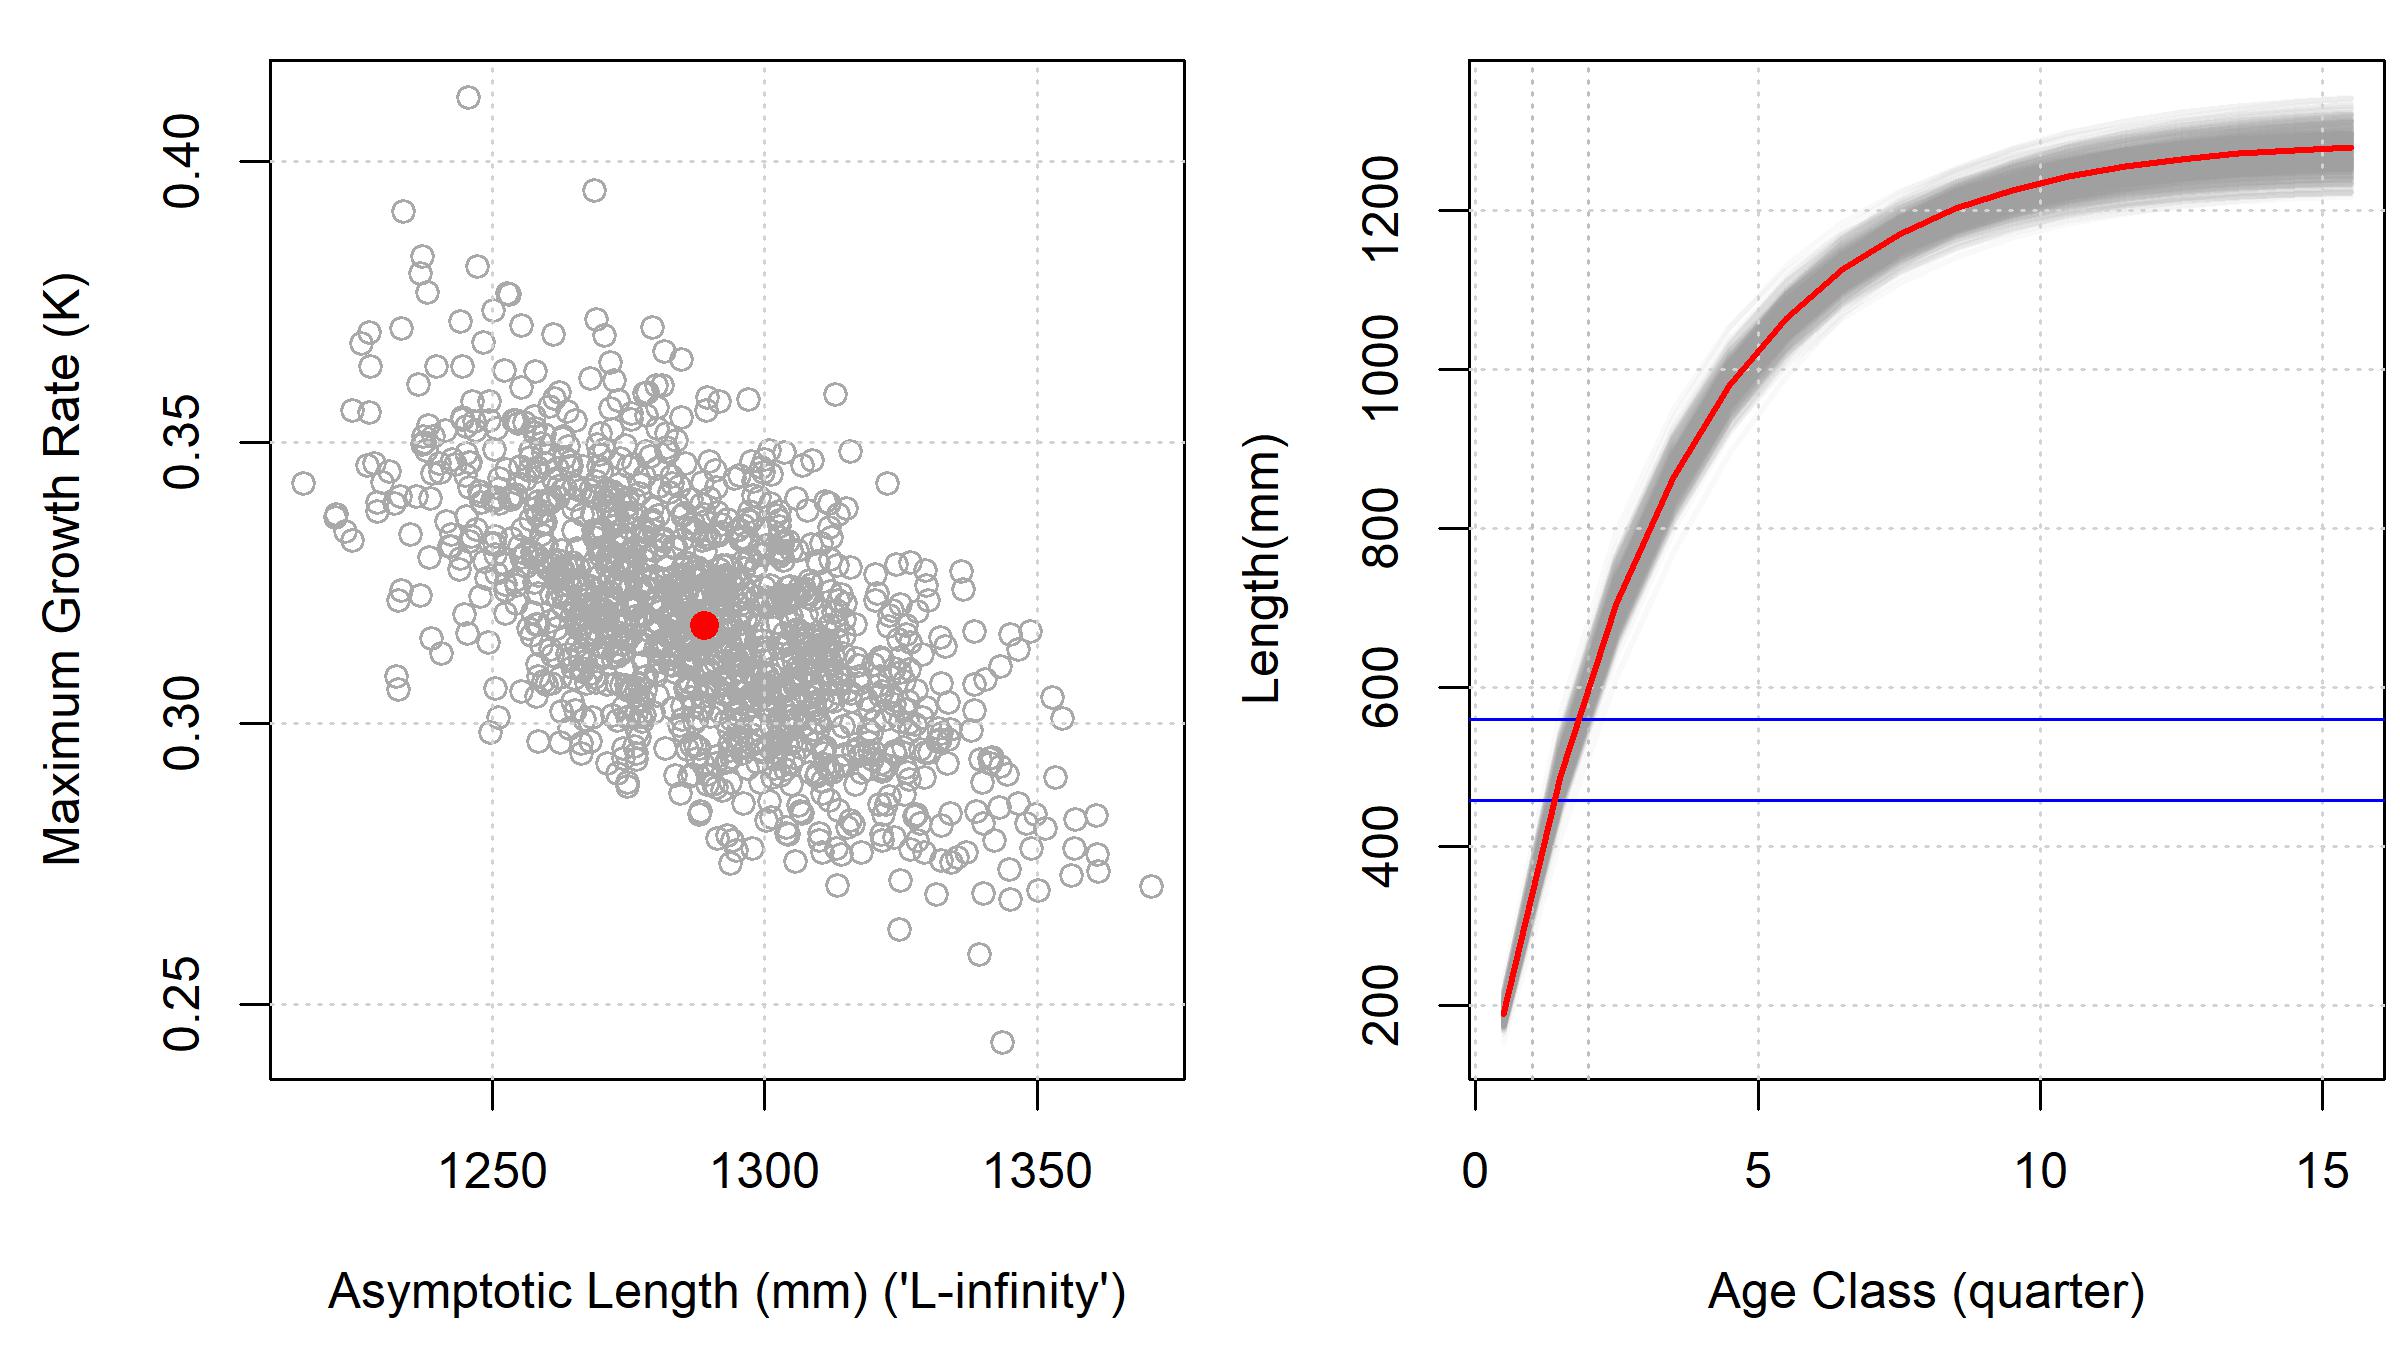 Maximum Growth Rate (K)
0.40
0.35
0.30
0.25
1250 1300 1350
Asymptotic Length (mm) ('L-infinity')
Length(mm)
1200
1000
800
600
400
200
0 5 10 15
Age Class (quarter)